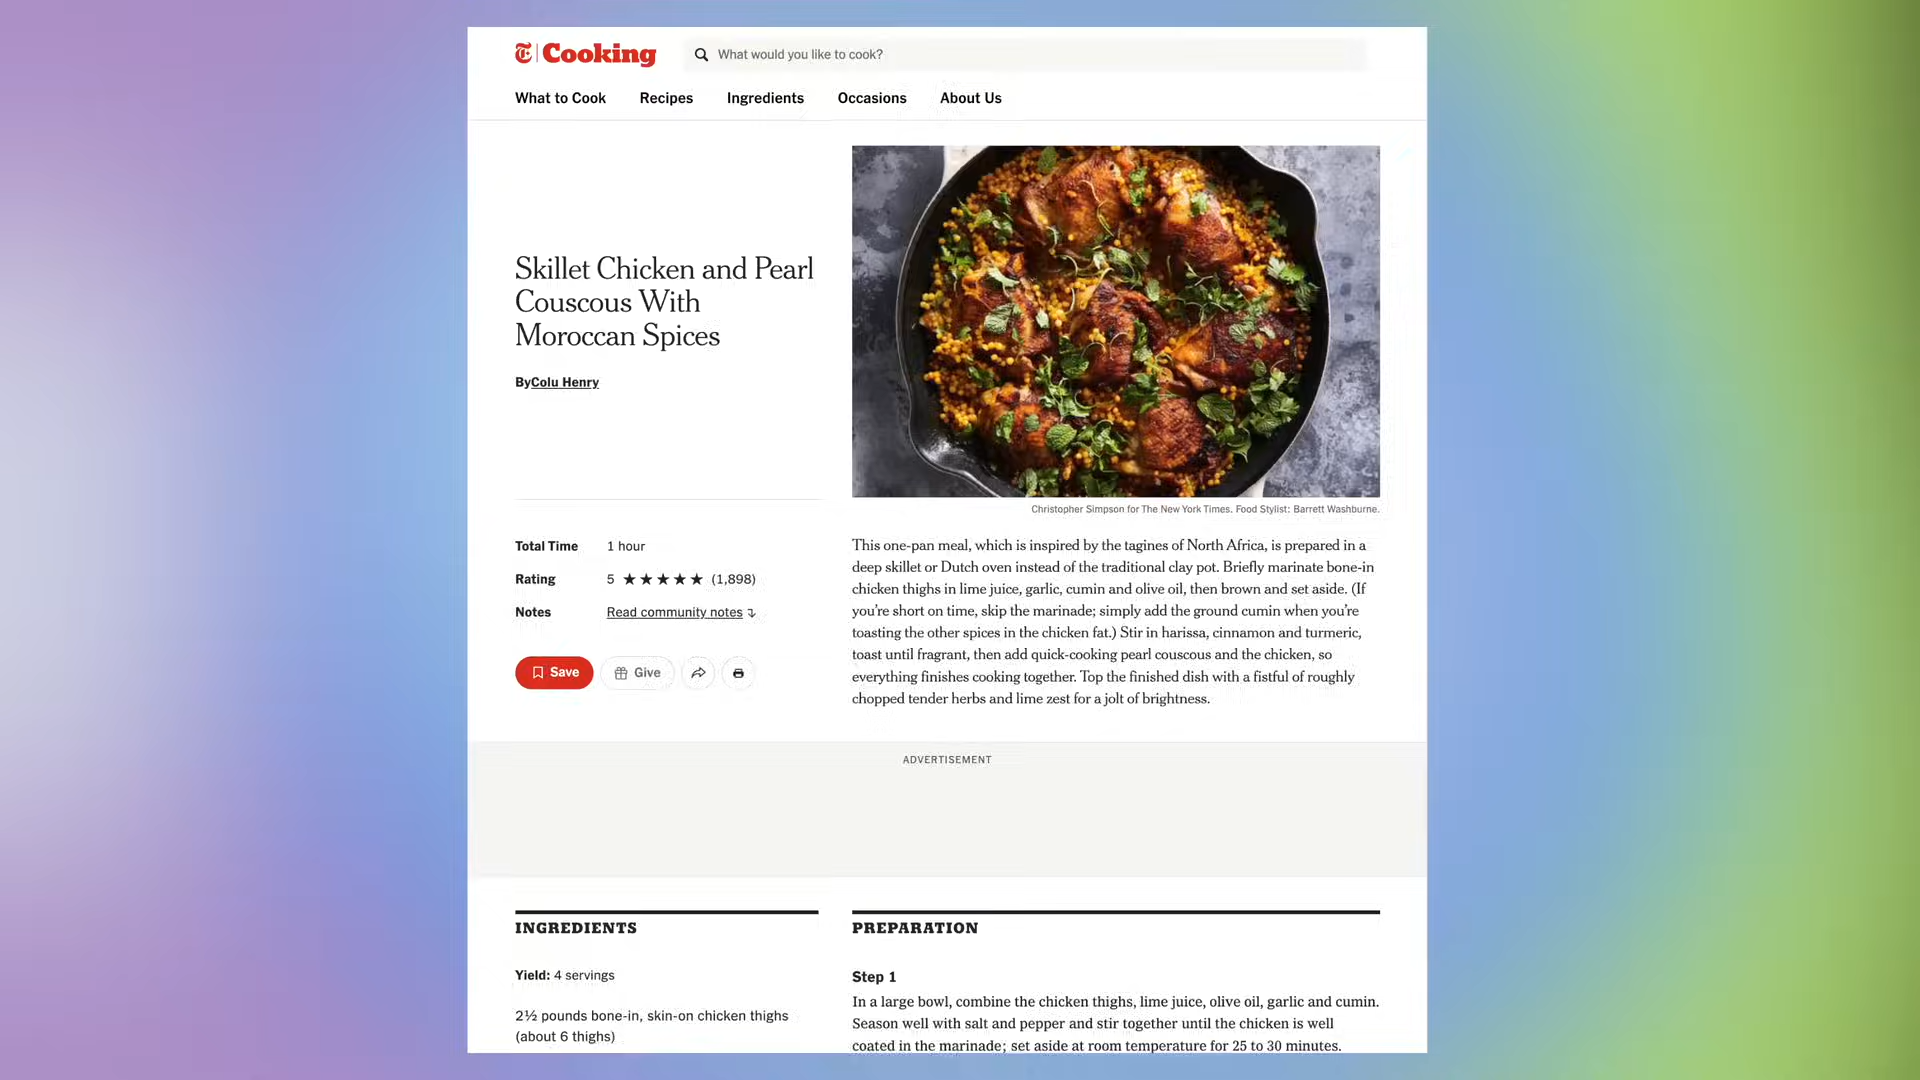 Cooking
What would you like to cook?
What to Cook Recipes Ingredients Occasions About Us
Skillet Chicken and Pearl
Couscous With
Moroccan Spices
ByColu Henry
Christopher Simpson for The New York Times. Food Stylist: Barrett Washburne.
Total Time 1 hour
Rating 5 ★★★★★ (1,898)
Notes Read community notes
Save Give
This one-pan meal, which is inspired by the tagines of North Africa, is prepared in a
deep skillet or Dutch oven instead of the traditional clay pot. Briefly marinate bone-in
chicken thighs in lime juice, garlic, cumin and olive oil, then brown and set aside. (If
you’re short on time, skip the marinade; simply add the ground cumin when you’re
toasting the other spices in the chicken fat.) Stir in harissa, cinnamon and turmeric,
toast until fragrant, then add quick-cooking pearl couscous and the chicken, so
everything finishes cooking together. Top the finished dish with a fistful of roughly
chopped tender herbs and lime zest for a jolt of brightness.
ADVERTISEMENT
INGREDIENTS
Yield: 4 servings
2½ pounds bone-in, skin-on chicken thighs
(about 6 thighs)
PREPARATION
Step 1
In a large bowl, combine the chicken thighs, lime juice, olive oil, garlic and cumin.
Season well with salt and pepper and stir together until the chicken is well
coated in the marinade; set aside at room temperature for 25 to 30 minutes.